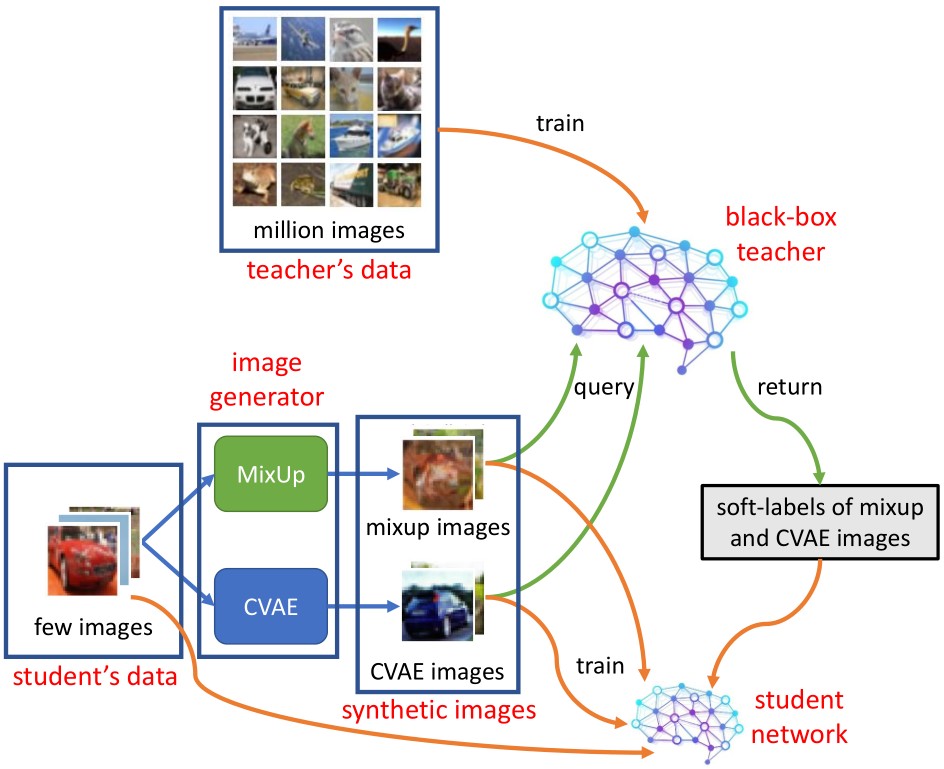 million images
teacher's data
train
black-box
teacher
image
generator
query
return
MixUp
CVAE
mixup images
CVAE images
few images
student's data
synthetic images
soft-labels of mixup
and CVAE images
train
student
network